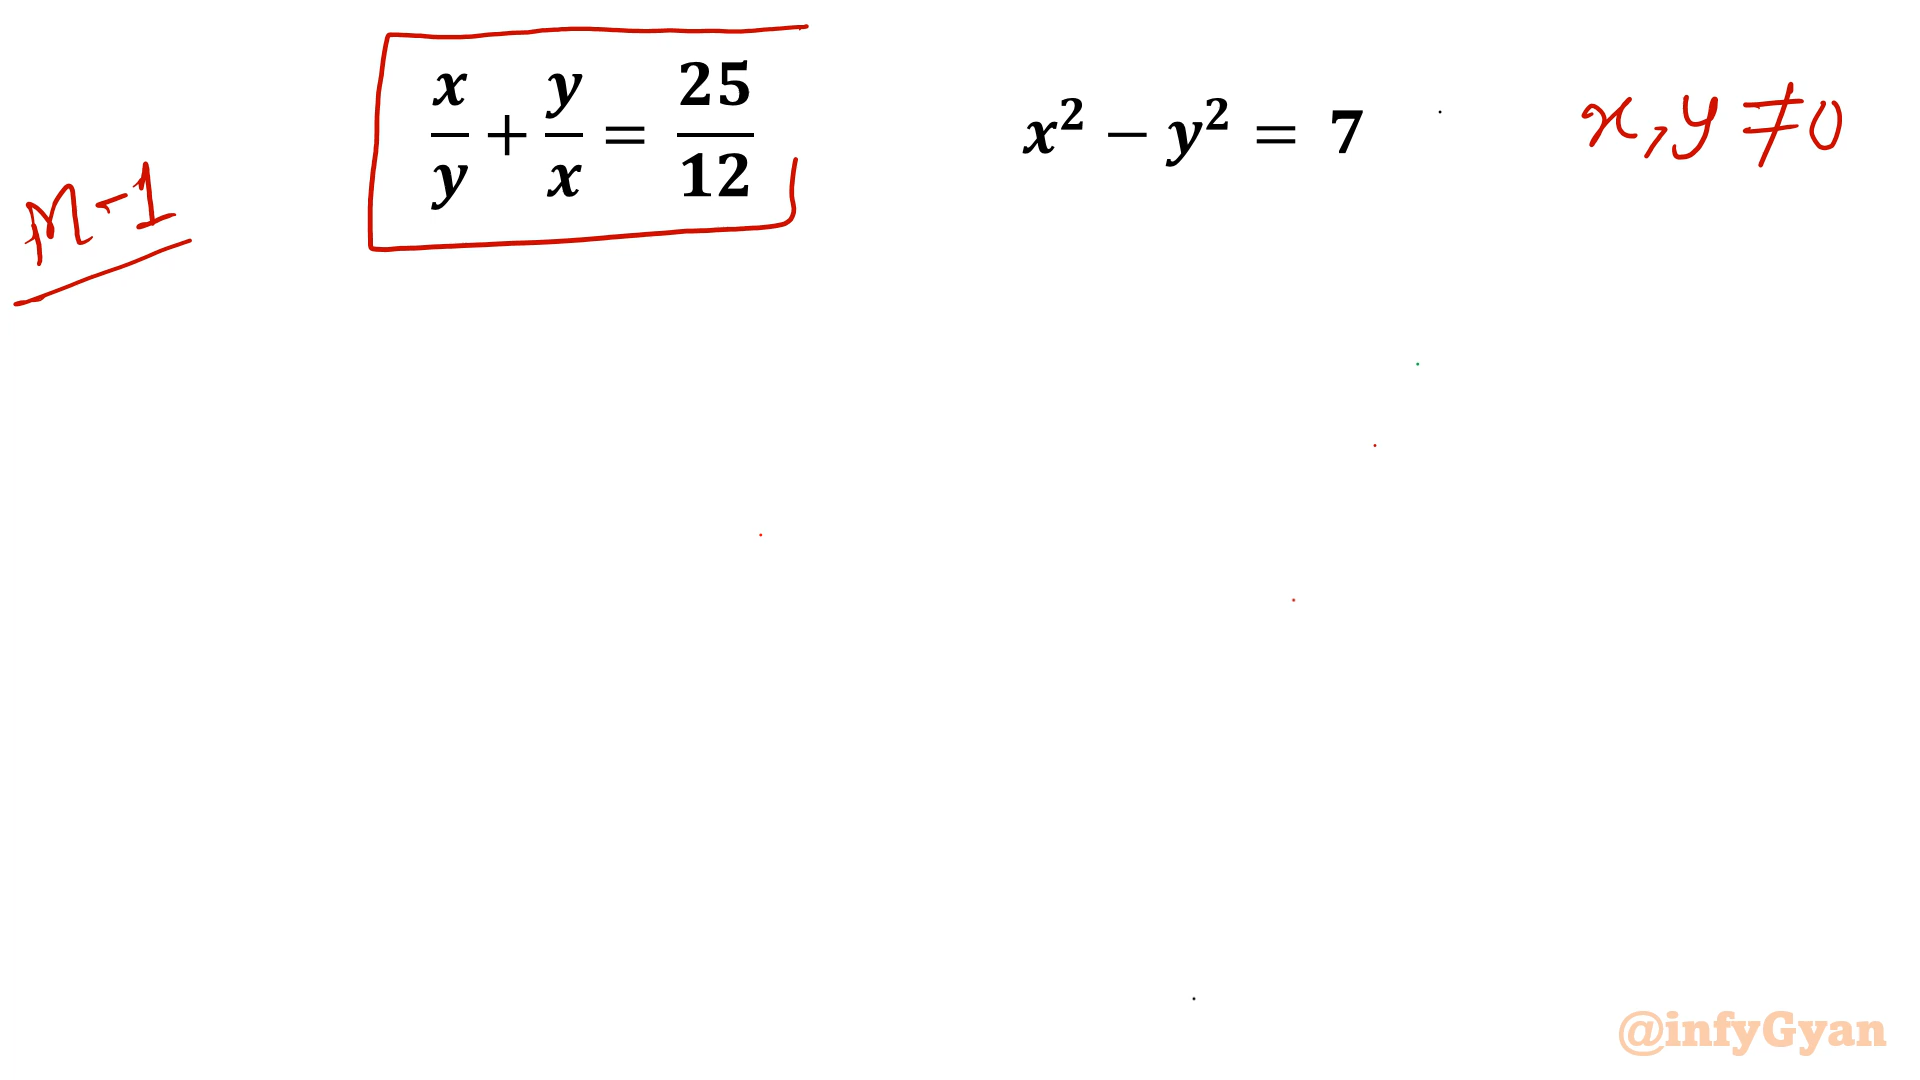 x/y + y/x = 25/12
x² − y² = 7
x, y ≠ 0
M-1
@infyGyan